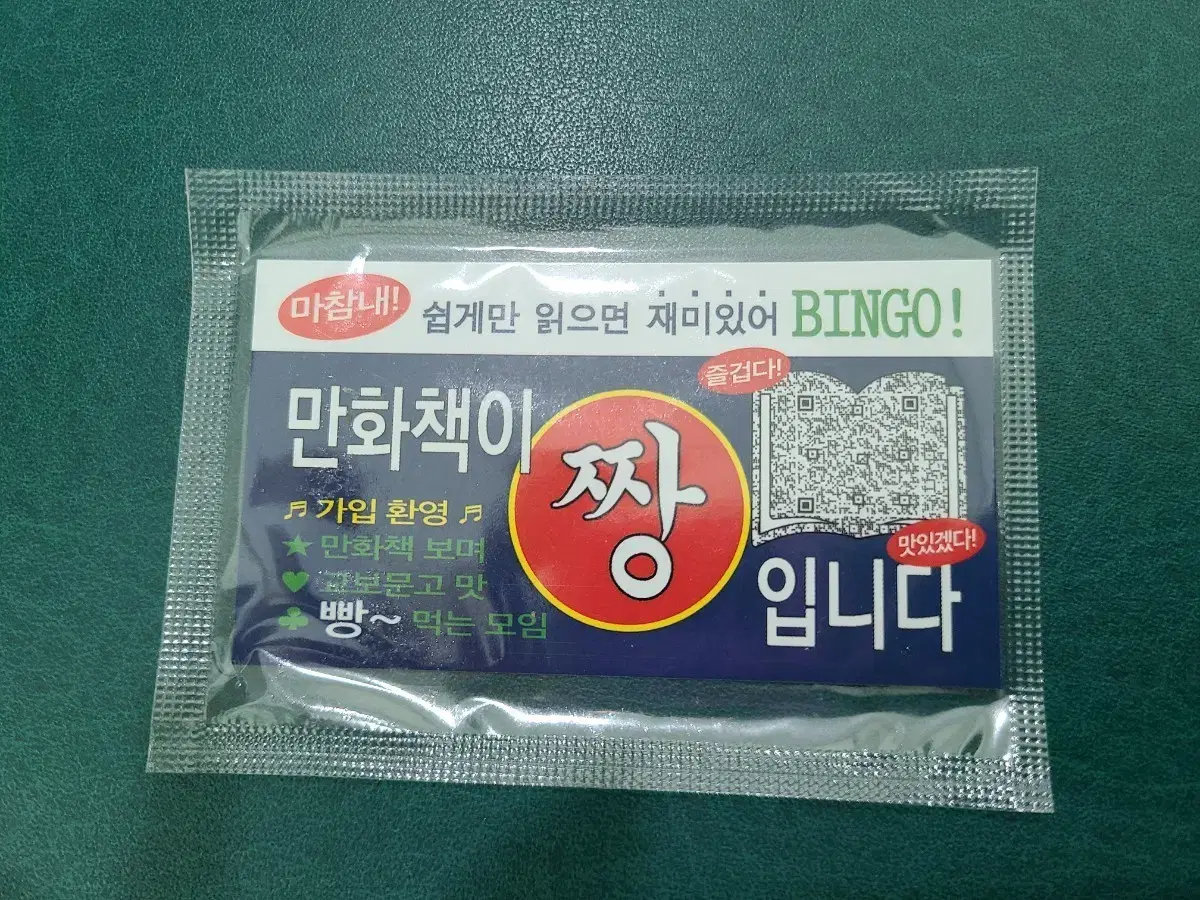 마참내! 쉽게만 읽으면 재미있어 BINGO!
즐겁다!
만화책이 짱 입니다
♬ 가입 환영 ♬
★ 만화책 보며
♥ 교보문고 맛
♣ 빵~ 먹는 모임
맛있겠다!